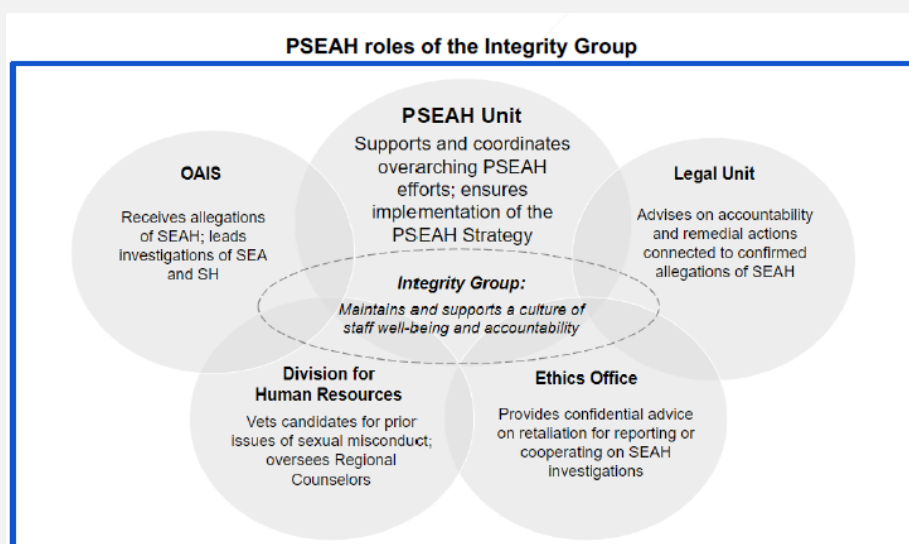 PSEAH roles of the Integrity Group
PSEAH Unit
Supports and coordinates
overarching PSEAH
efforts; ensures
implementation of the
PSEAH Strategy
OAIS
Receives allegations
of SEAH; leads
investigations of SEA
and SH
Legal Unit
Advises on accountability
and remedial actions
connected to confirmed
allegations of SEAH
Integrity Group:
Maintains and supports a culture of
staff well-being and accountability
Division for
Human Resources
Vets candidates for prior
issues of sexual misconduct;
oversees Regional
Counselors
Ethics Office
Provides confidential advice
on retaliation for reporting or
cooperating on SEAH
investigations